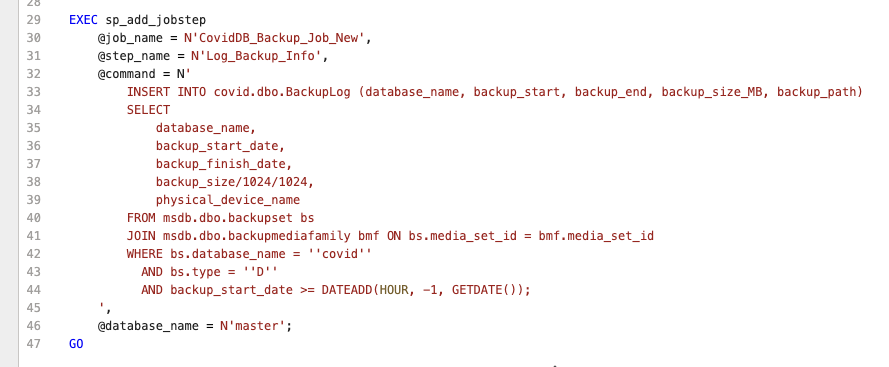 28
29 EXEC sp_add_jobstep
30     @job_name = N'CovidDB_Backup_Job_New',
31     @step_name = N'Log_Backup_Info',
32     @command = N'
33         INSERT INTO covid.dbo.BackupLog (database_name, backup_start, backup_end, backup_size_MB, backup_path)
34         SELECT
35             database_name,
36             backup_start_date,
37             backup_finish_date,
38             backup_size/1024/1024,
39             physical_device_name
40         FROM msdb.dbo.backupset bs
41         JOIN msdb.dbo.backupmediafamily bmf ON bs.media_set_id = bmf.media_set_id
42         WHERE bs.database_name = ''covid''
43           AND bs.type = ''D''
44           AND backup_start_date >= DATEADD(HOUR, -1, GETDATE());
45     ',
46     @database_name = N'master';
47 GO